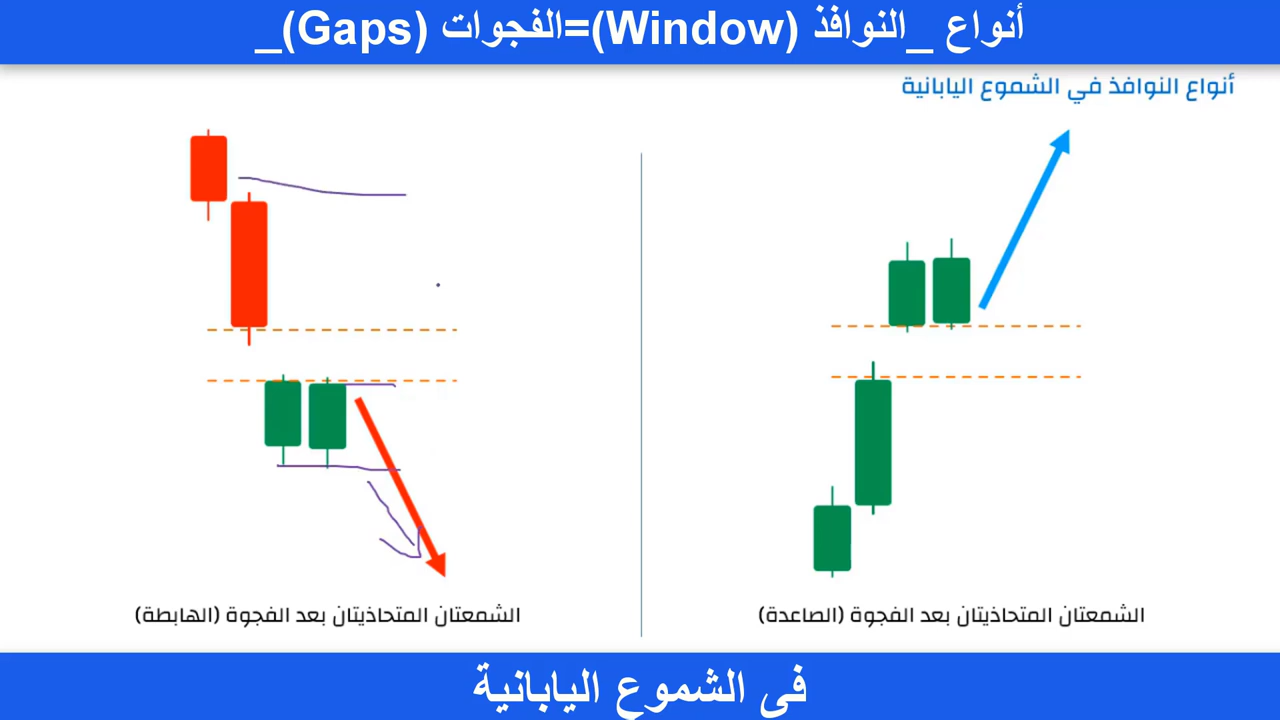 أنواع _النوافذ (Window)=الفجوات (Gaps)_
أنواع النوافذ في الشموع اليابانية
الشمعتان المتحاذيتان بعد الفجوة (الصاعدة)
الشمعتان المتحاذيتان بعد الفجوة (الهابطة)
فى الشموع اليابانية